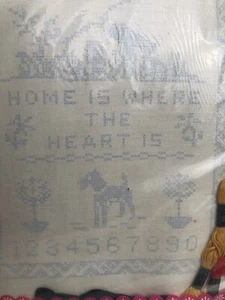 HOME IS WHERE
THE
HEART IS
1234567890